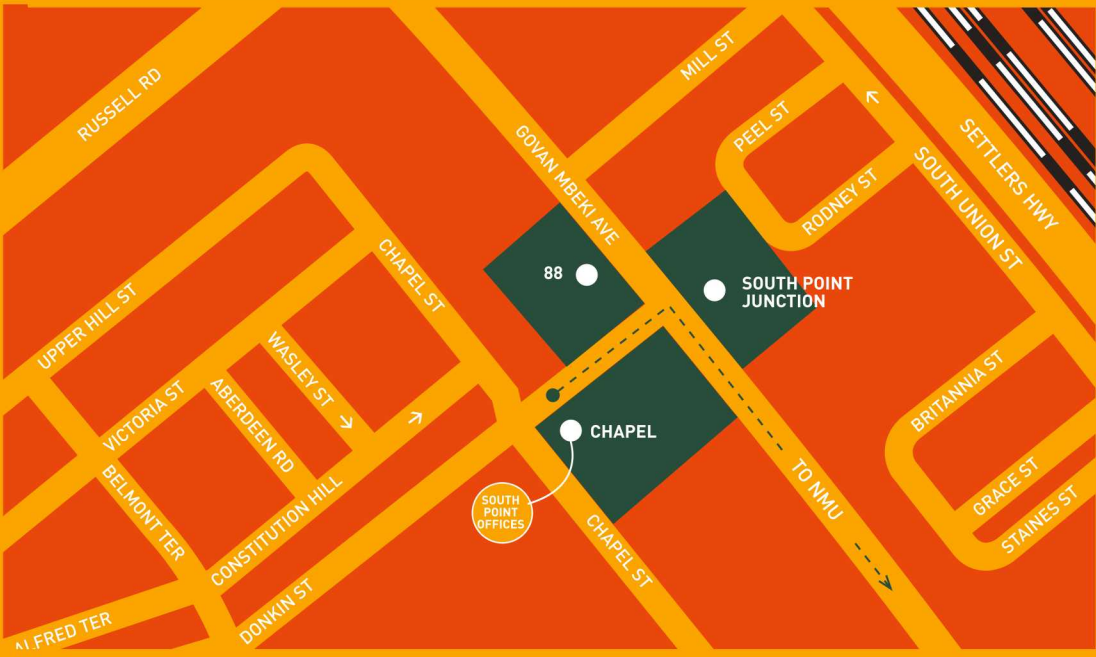 RUSSELL RD
MILL ST
GOVAN MBEKI AVE
PEEL ST
RODNEY ST
SOUTH UNION ST
SETTLERS HWY
UPPER HILL ST
CHAPEL ST
88
SOUTH POINT
JUNCTION
VICTORIA ST
WASLEY ST
ABERDEEN RD
BELMONT TER
CONSTITUTION HILL
CHAPEL
SOUTH
POINT
OFFICES
BRITANNIA ST
GRACE ST
STAINES ST
TO NMU
CHAPEL ST
DONKIN ST
ALFRED TER